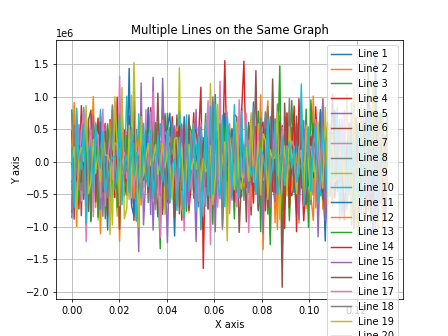 Multiple Lines on the Same Graph
1e6
1.5
1.0
0.5
0.0
−0.5
−1.0
−1.5
−2.0
Y axis
0.00
0.02
0.04
0.06
0.08
0.10
X axis
Line 1
Line 2
Line 3
Line 4
Line 5
Line 6
Line 7
Line 8
Line 9
Line 10
Line 11
Line 12
Line 13
Line 14
Line 15
Line 16
Line 17
Line 18
Line 19
Line 20